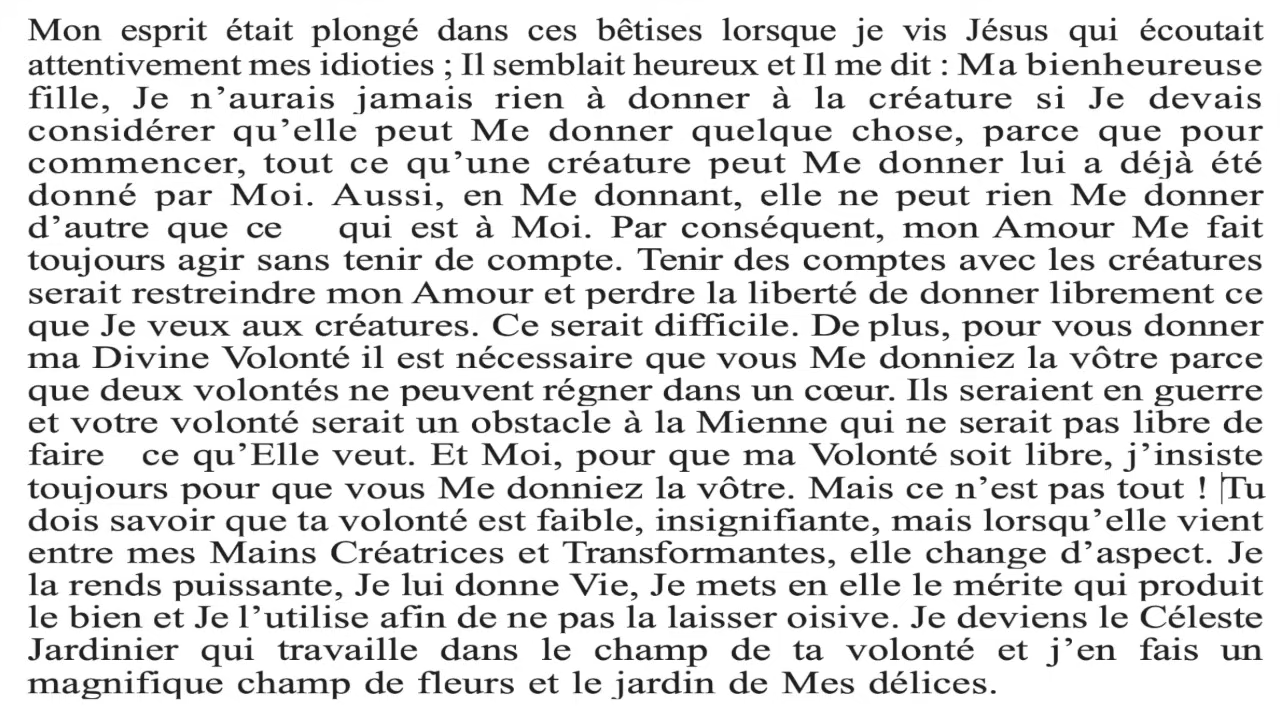 Mon esprit était plongé dans ces bêtises lorsque je vis Jésus qui écoutait
attentivement mes idioties ; Il semblait heureux et Il me dit : Ma bienheureuse
fille, Je n’aurais jamais rien à donner à la créature si Je devais
considérer qu’elle peut Me donner quelque chose, parce que pour
commencer, tout ce qu’une créature peut Me donner lui a déjà été
donné par Moi. Aussi, en Me donnant, elle ne peut rien Me donner
d’autre que ce qui est à Moi. Par conséquent, mon Amour Me fait
toujours agir sans tenir de compte. Tenir des comptes avec les créatures
serait restreindre mon Amour et perdre la liberté de donner librement ce
que Je veux aux créatures. Ce serait difficile. De plus, pour vous donner
ma Divine Volonté il est nécessaire que vous Me donniez la vôtre parce
que deux volontés ne peuvent régner dans un cœur. Ils seraient en guerre
et votre volonté serait un obstacle à la Mienne qui ne serait pas libre de
faire ce qu’Elle veut. Et Moi, pour que ma Volonté soit libre, j’insiste
toujours pour que vous Me donniez la vôtre. Mais ce n’est pas tout ! Tu
dois savoir que ta volonté est faible, insignifiante, mais lorsqu’elle vient
entre mes Mains Créatrices et Transformantes, elle change d’aspect. Je
la rends puissante, Je lui donne Vie, Je mets en elle le mérite qui produit
le bien et Je l’utilise afin de ne pas la laisser oisive. Je deviens le Céleste
Jardinier qui travaille dans le champ de ta volonté et j’en fais un
magnifique champ de fleurs et le jardin de Mes délices.